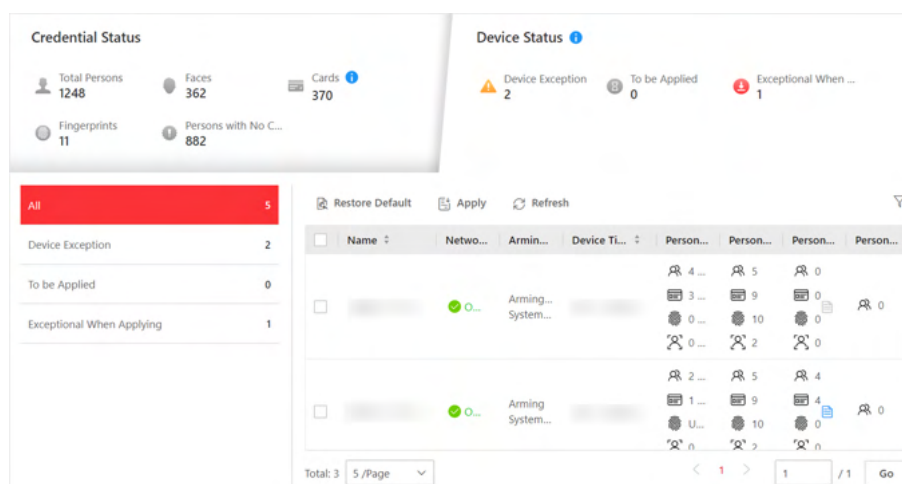 Credential Status
Device Status
Total Persons
1248
Faces
362
Cards
370
Device Exception
2
To be Applied
0
Exceptional When ...
1
Fingerprints
11
Persons with No C...
882
All 5
Device Exception 2
To be Applied 0
Exceptional When Applying 1
Restore Default Apply Refresh
Name Netwo... Armin... Device Ti... Person... Person... Person... Person...
O...
Arming...
System...
4 ... 5 0
3 ... 9 0
0 ... 10 0
0 ... 2 0
0
O...
Arming
System...
2 ... 5 4
1 ... 9 4
U... 10 0
0 2 0
0
Total: 3 5 /Page 1 1 / 1 Go